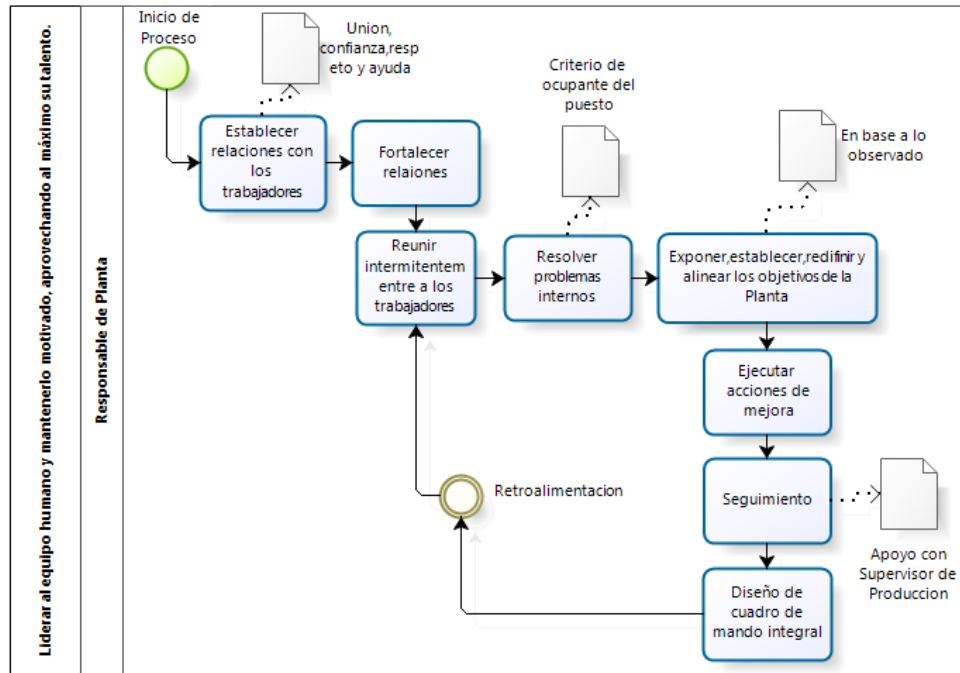 Liderar al equipo humano y mantenerlo motivado, aprovechando al máximo su talento.
Responsable de Planta
Inicio de
Proceso
Union,
confianza,resp
eto y ayuda
Establecer
relaciones con
los
trabajadores
Fortalecer
relaiones
Criterio de
ocupante del
puesto
En base a lo
observado
Reunir
intermitentem
entre a los
trabajadores
Resolver
problemas
internos
Exponer,establecer,redifinir y
alinear los objetivos de la
Planta
Ejecutar
acciones de
mejora
Seguimiento
Apoyo con
Supervisor de
Produccion
Diseño de
cuadro de
mando integral
Retroalimentacion